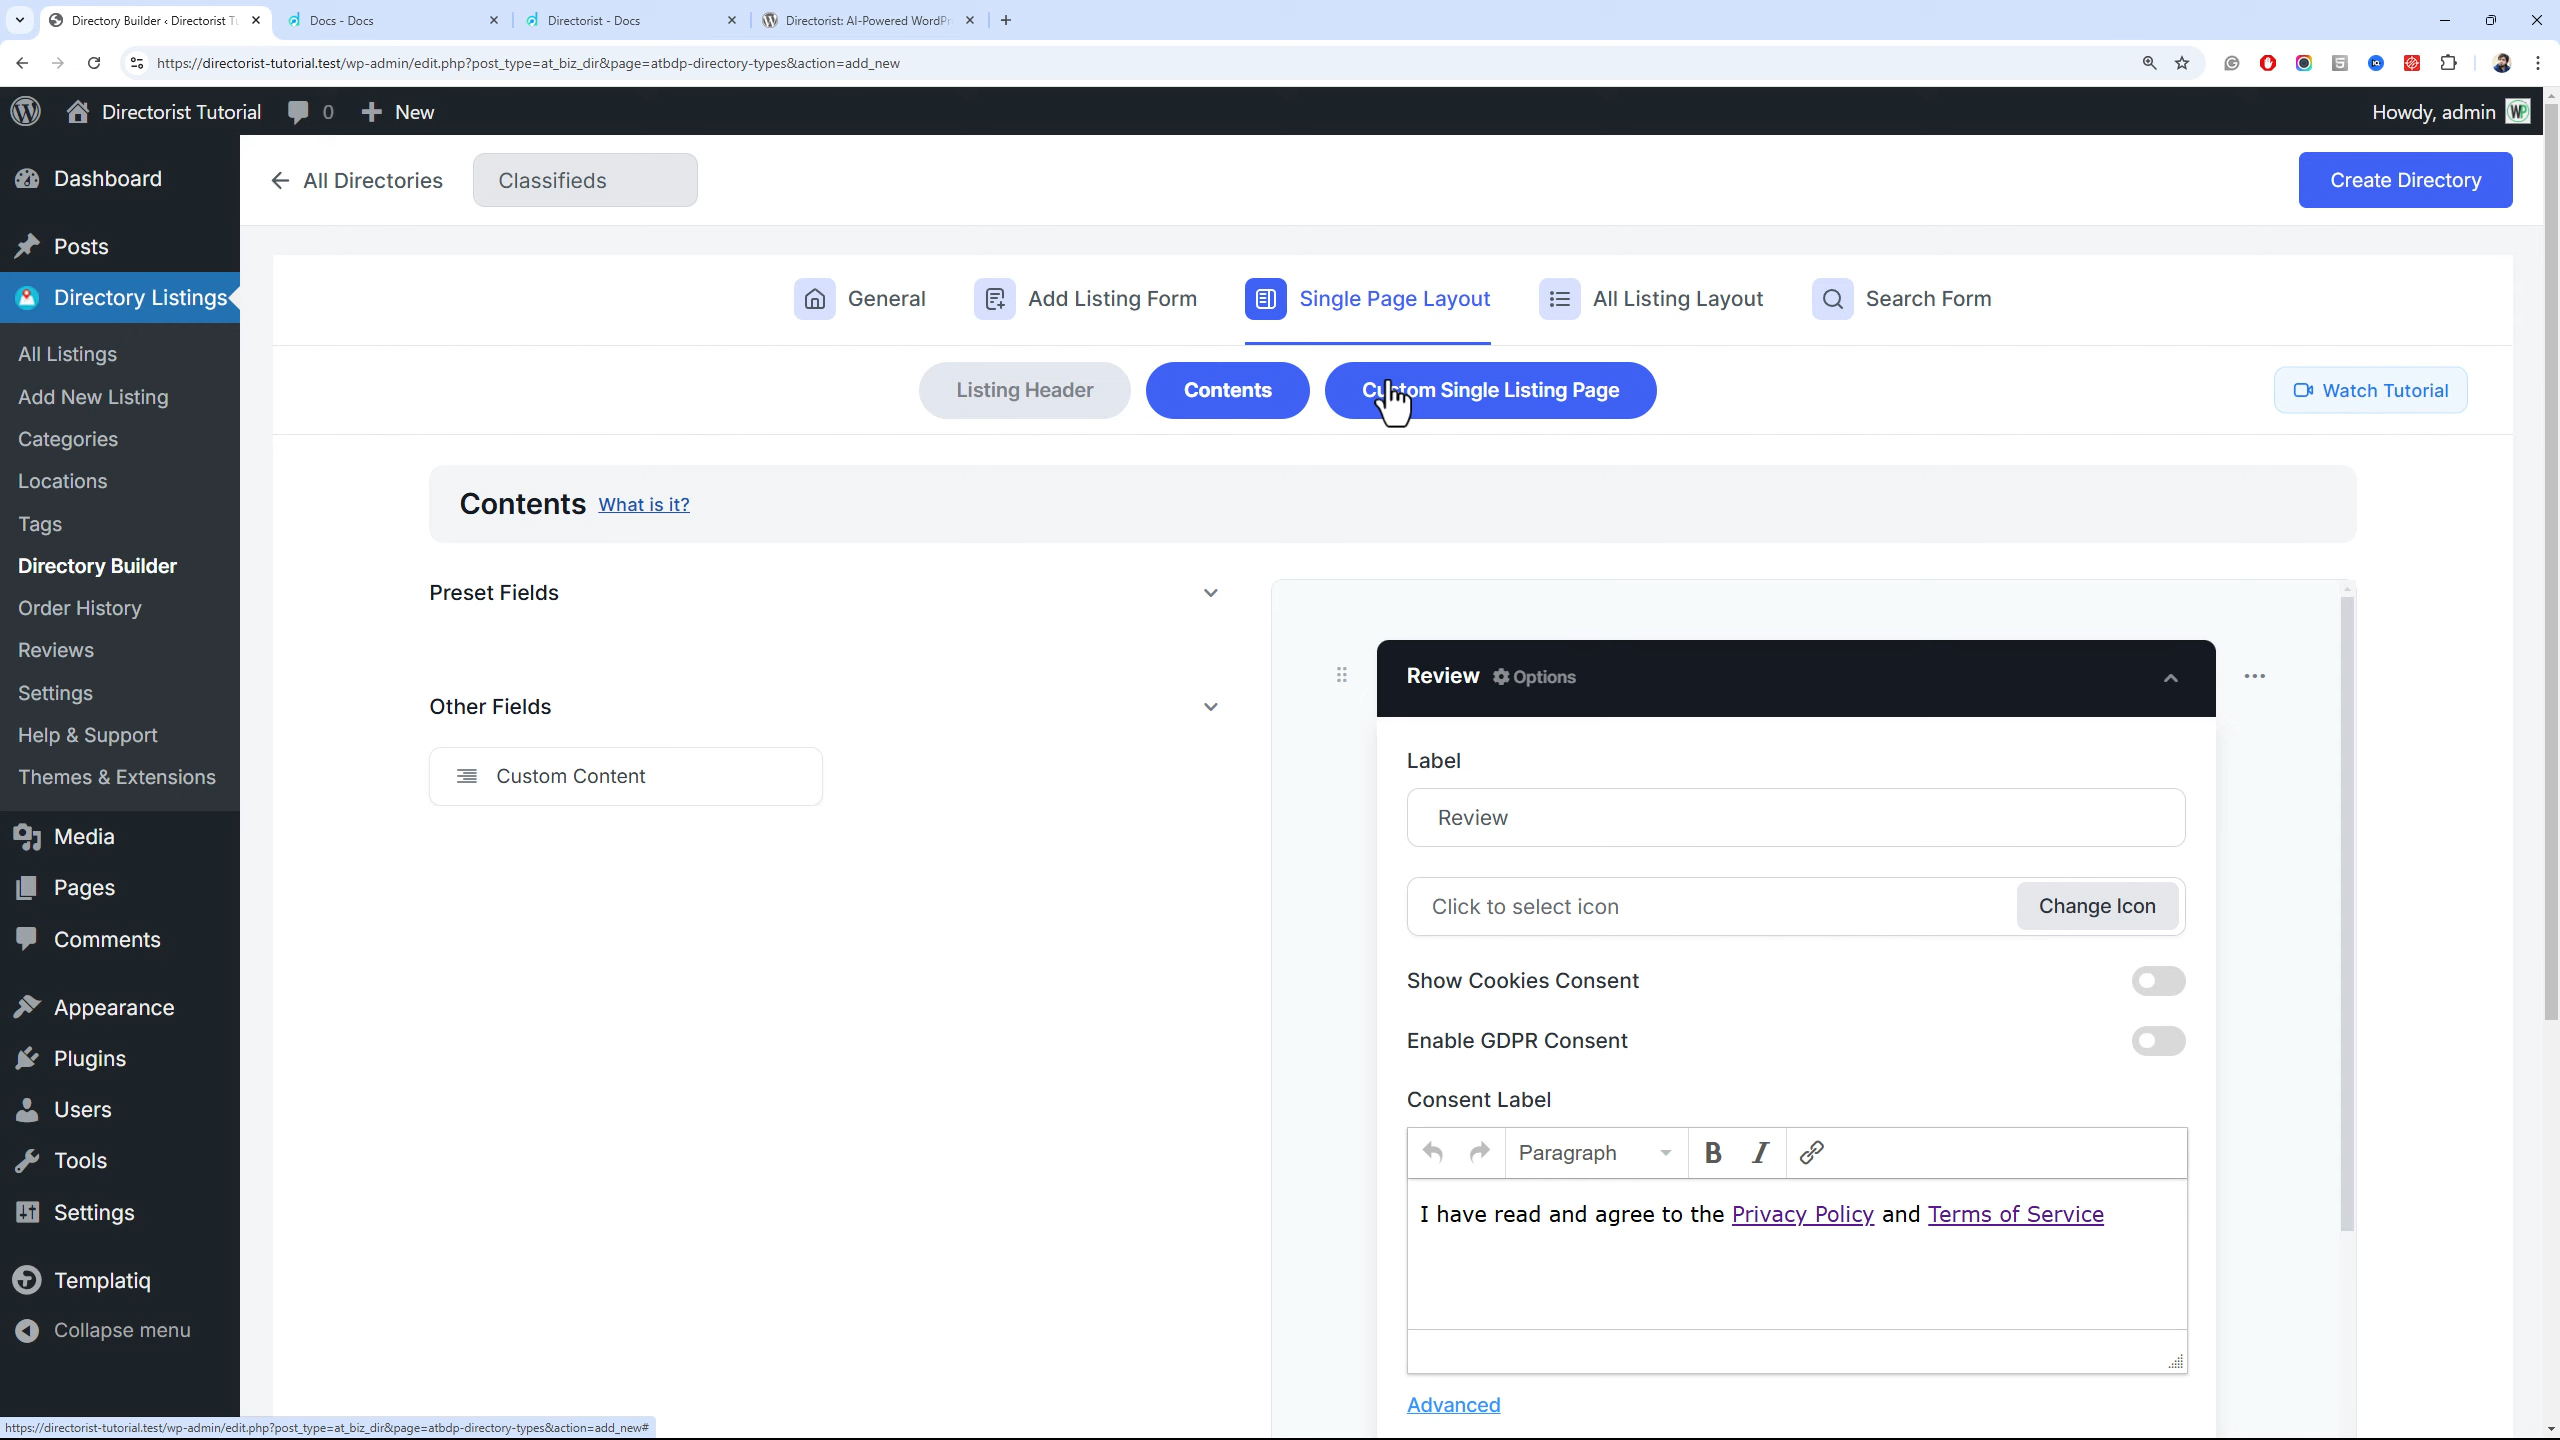 Directory Builder ‹ Directorist Tu
Docs - Docs
Directorist - Docs
Directorist: AI-Powered WordPr
https://directorist-tutorial.test/wp-admin/edit.php?post_type=at_biz_dir&page=atbdp-directory-types&action=add_new
Directorist Tutorial
0
New
Howdy, admin
Dashboard
Posts
Directory Listings
All Listings
Add New Listing
Categories
Locations
Tags
Directory Builder
Order History
Reviews
Settings
Help & Support
Themes & Extensions
Media
Pages
Comments
Appearance
Plugins
Users
Tools
Settings
Templatiq
Collapse menu
All Directories
Classifieds
Create Directory
General
Add Listing Form
Single Page Layout
All Listing Layout
Search Form
Listing Header
Contents
Custom Single Listing Page
Watch Tutorial
Contents What is it?
Preset Fields
Other Fields
Custom Content
Review Options
Label
Review
Click to select icon
Change Icon
Show Cookies Consent
Enable GDPR Consent
Consent Label
Paragraph
B I
I have read and agree to the Privacy Policy and Terms of Service
Advanced
https://directorist-tutorial.test/wp-admin/edit.php?post_type=at_biz_dir&page=atbdp-directory-types&action=add_new#